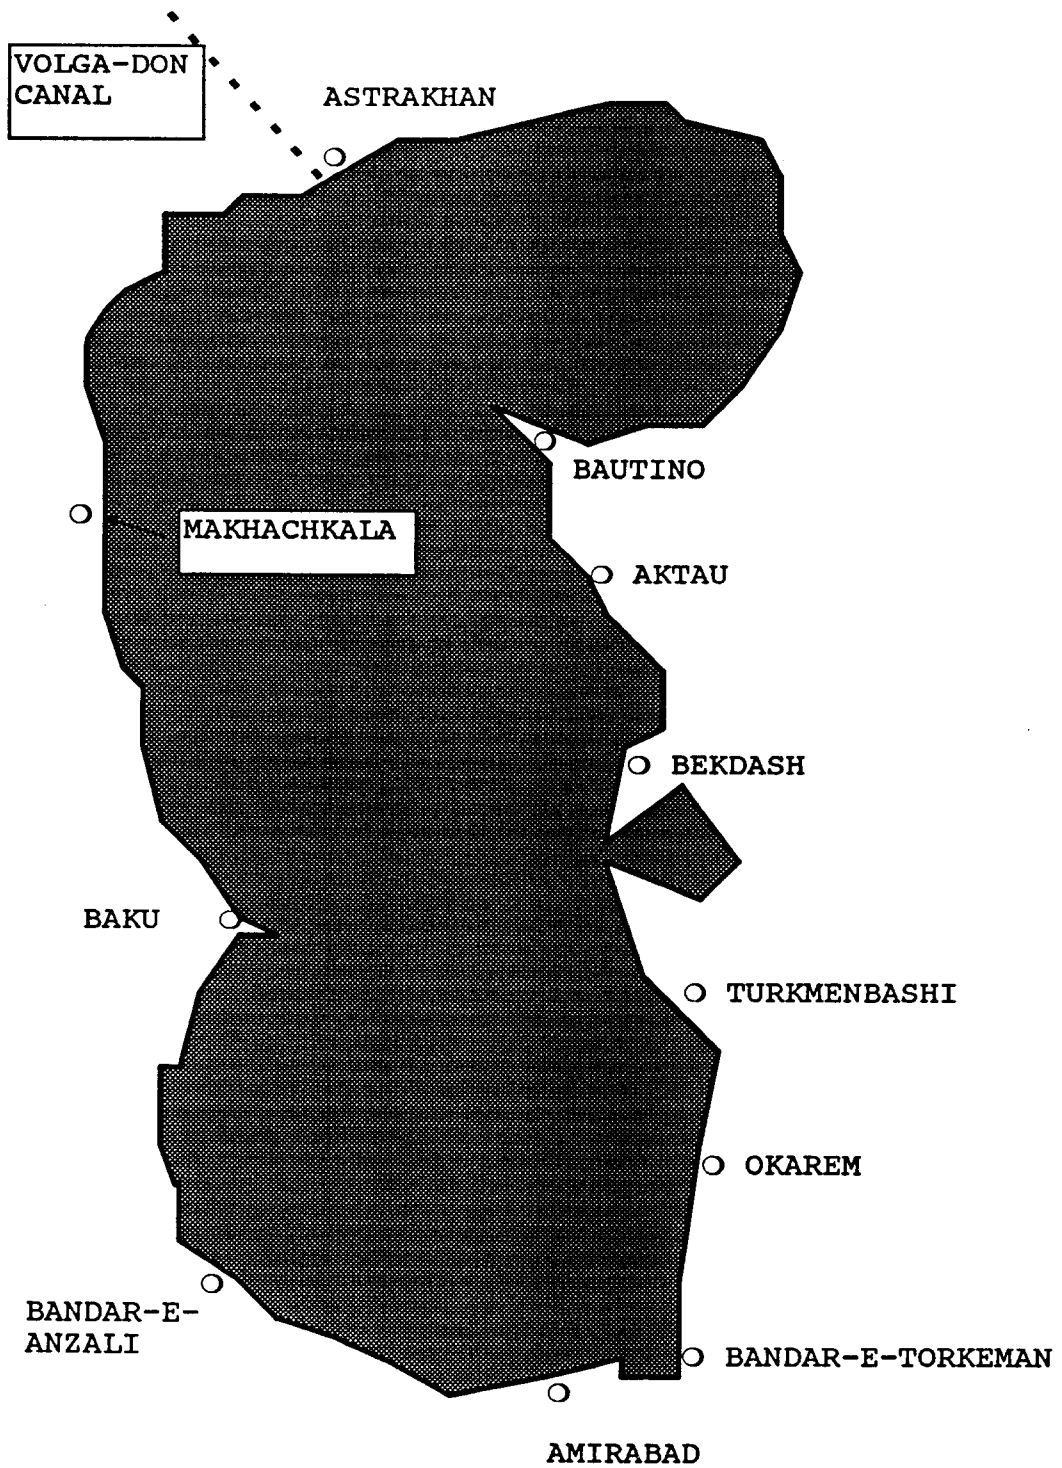 VOLGA-DON
CANAL
ASTRAKHAN
BAUTINO
MAKHACHKALA
AKTAU
BEKDASH
BAKU
TURKMENBASHI
OKAREM
BANDAR-E-
ANZALI
BANDAR-E-TORKEMAN
AMIRABAD